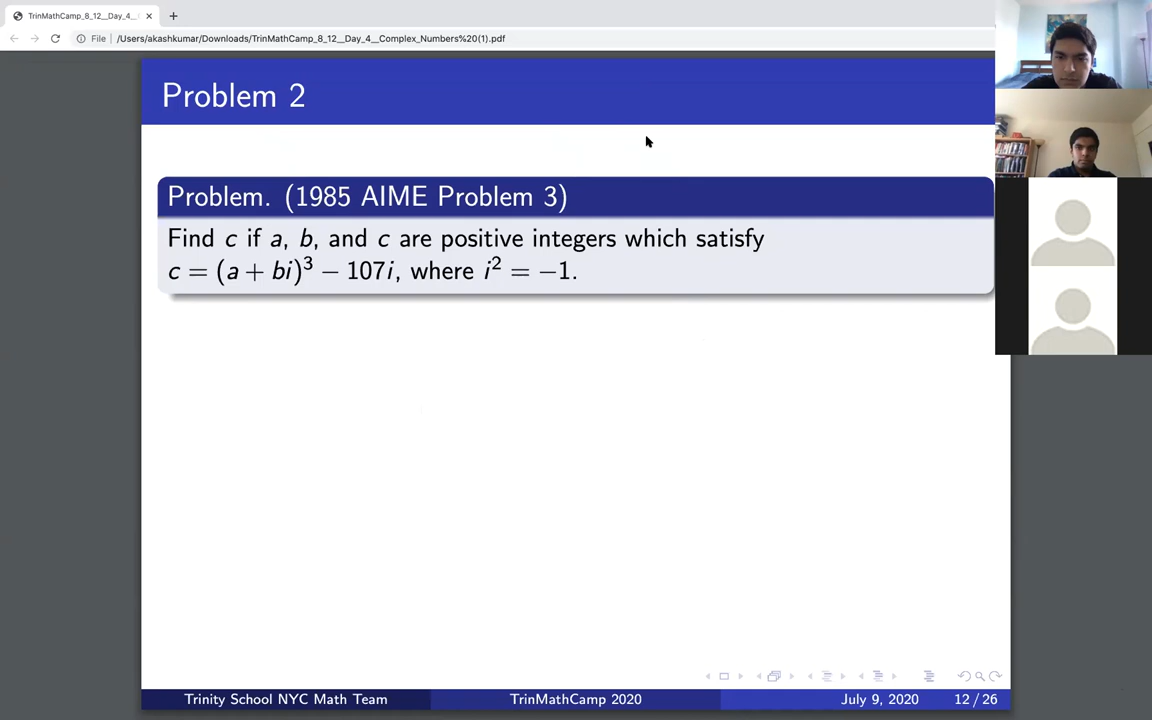 TrinMathCamp_8_12__Day_4__
File /Users/akashkumar/Downloads/TrinMathCamp_8_12__Day_4__Complex_Numbers%20(1).pdf
Problem 2
Problem. (1985 AIME Problem 3)
Find c if a, b, and c are positive integers which satisfy
c = (a + bi)³ − 107i, where i² = −1.
Trinity School NYC Math Team TrinMathCamp 2020 July 9, 2020 12 / 26